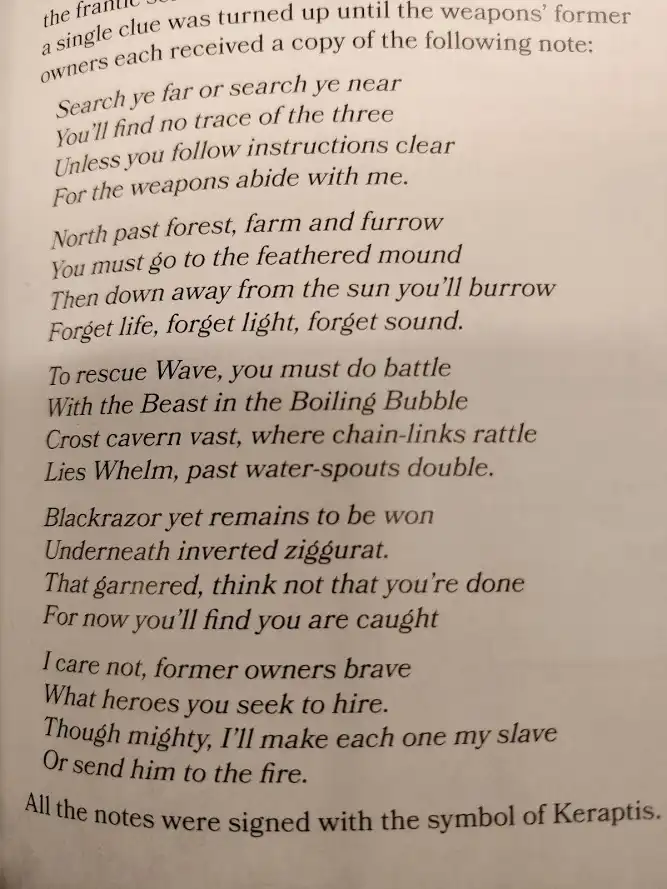 the frantic
a single clue was turned up until the weapons' former
owners each received a copy of the following note:
Search ye far or search ye near
You'll find no trace of the three
Unless you follow instructions clear
For the weapons abide with me.
North past forest, farm and furrow
You must go to the feathered mound
Then down away from the sun you'll burrow
Forget life, forget light, forget sound.
To rescue Wave, you must do battle
With the Beast in the Boiling Bubble
Crost cavern vast, where chain-links rattle
Lies Whelm, past water-spouts double.
Blackrazor yet remains to be won
Underneath inverted ziggurat.
That garnered, think not that you're done
For now you'll find you are caught
I care not, former owners brave
What heroes you seek to hire.
Though mighty, I'll make each one my slave
Or send him to the fire.
All the notes were signed with the symbol of Keraptis.